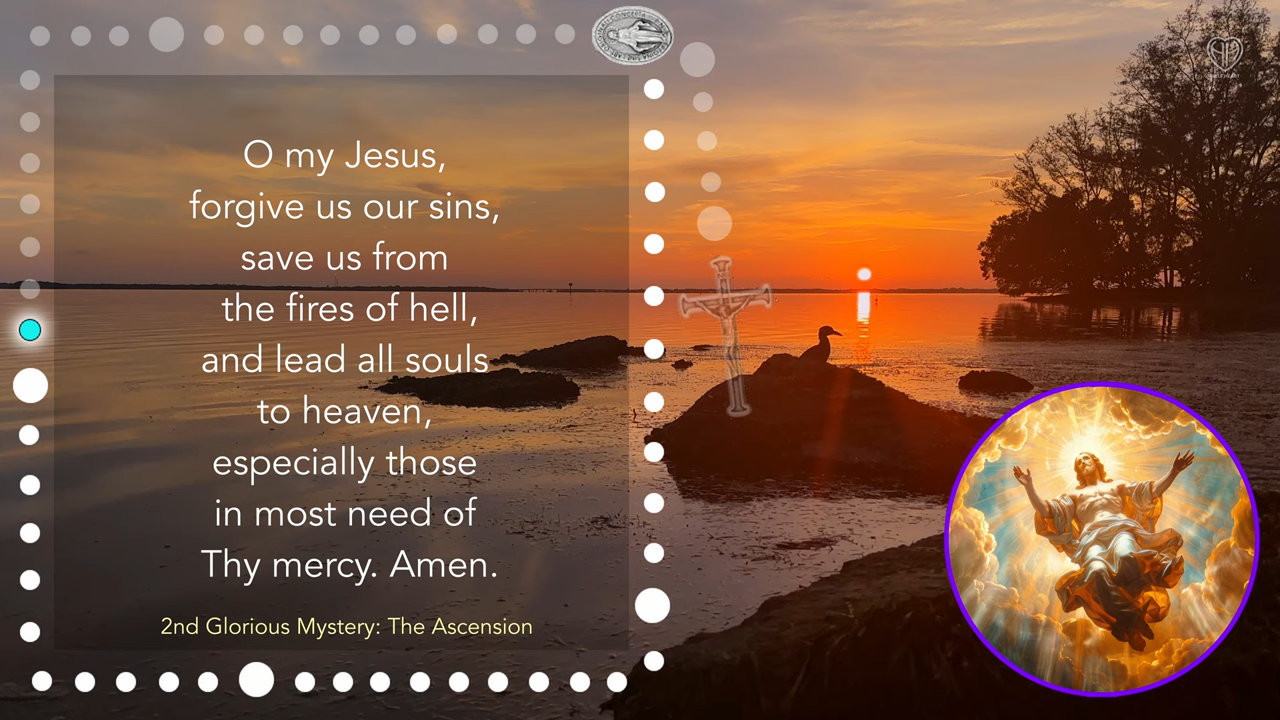 O my Jesus,
forgive us our sins,
save us from
the fires of hell,
and lead all souls
to heaven,
especially those
in most need of
Thy mercy. Amen.
2nd Glorious Mystery: The Ascension